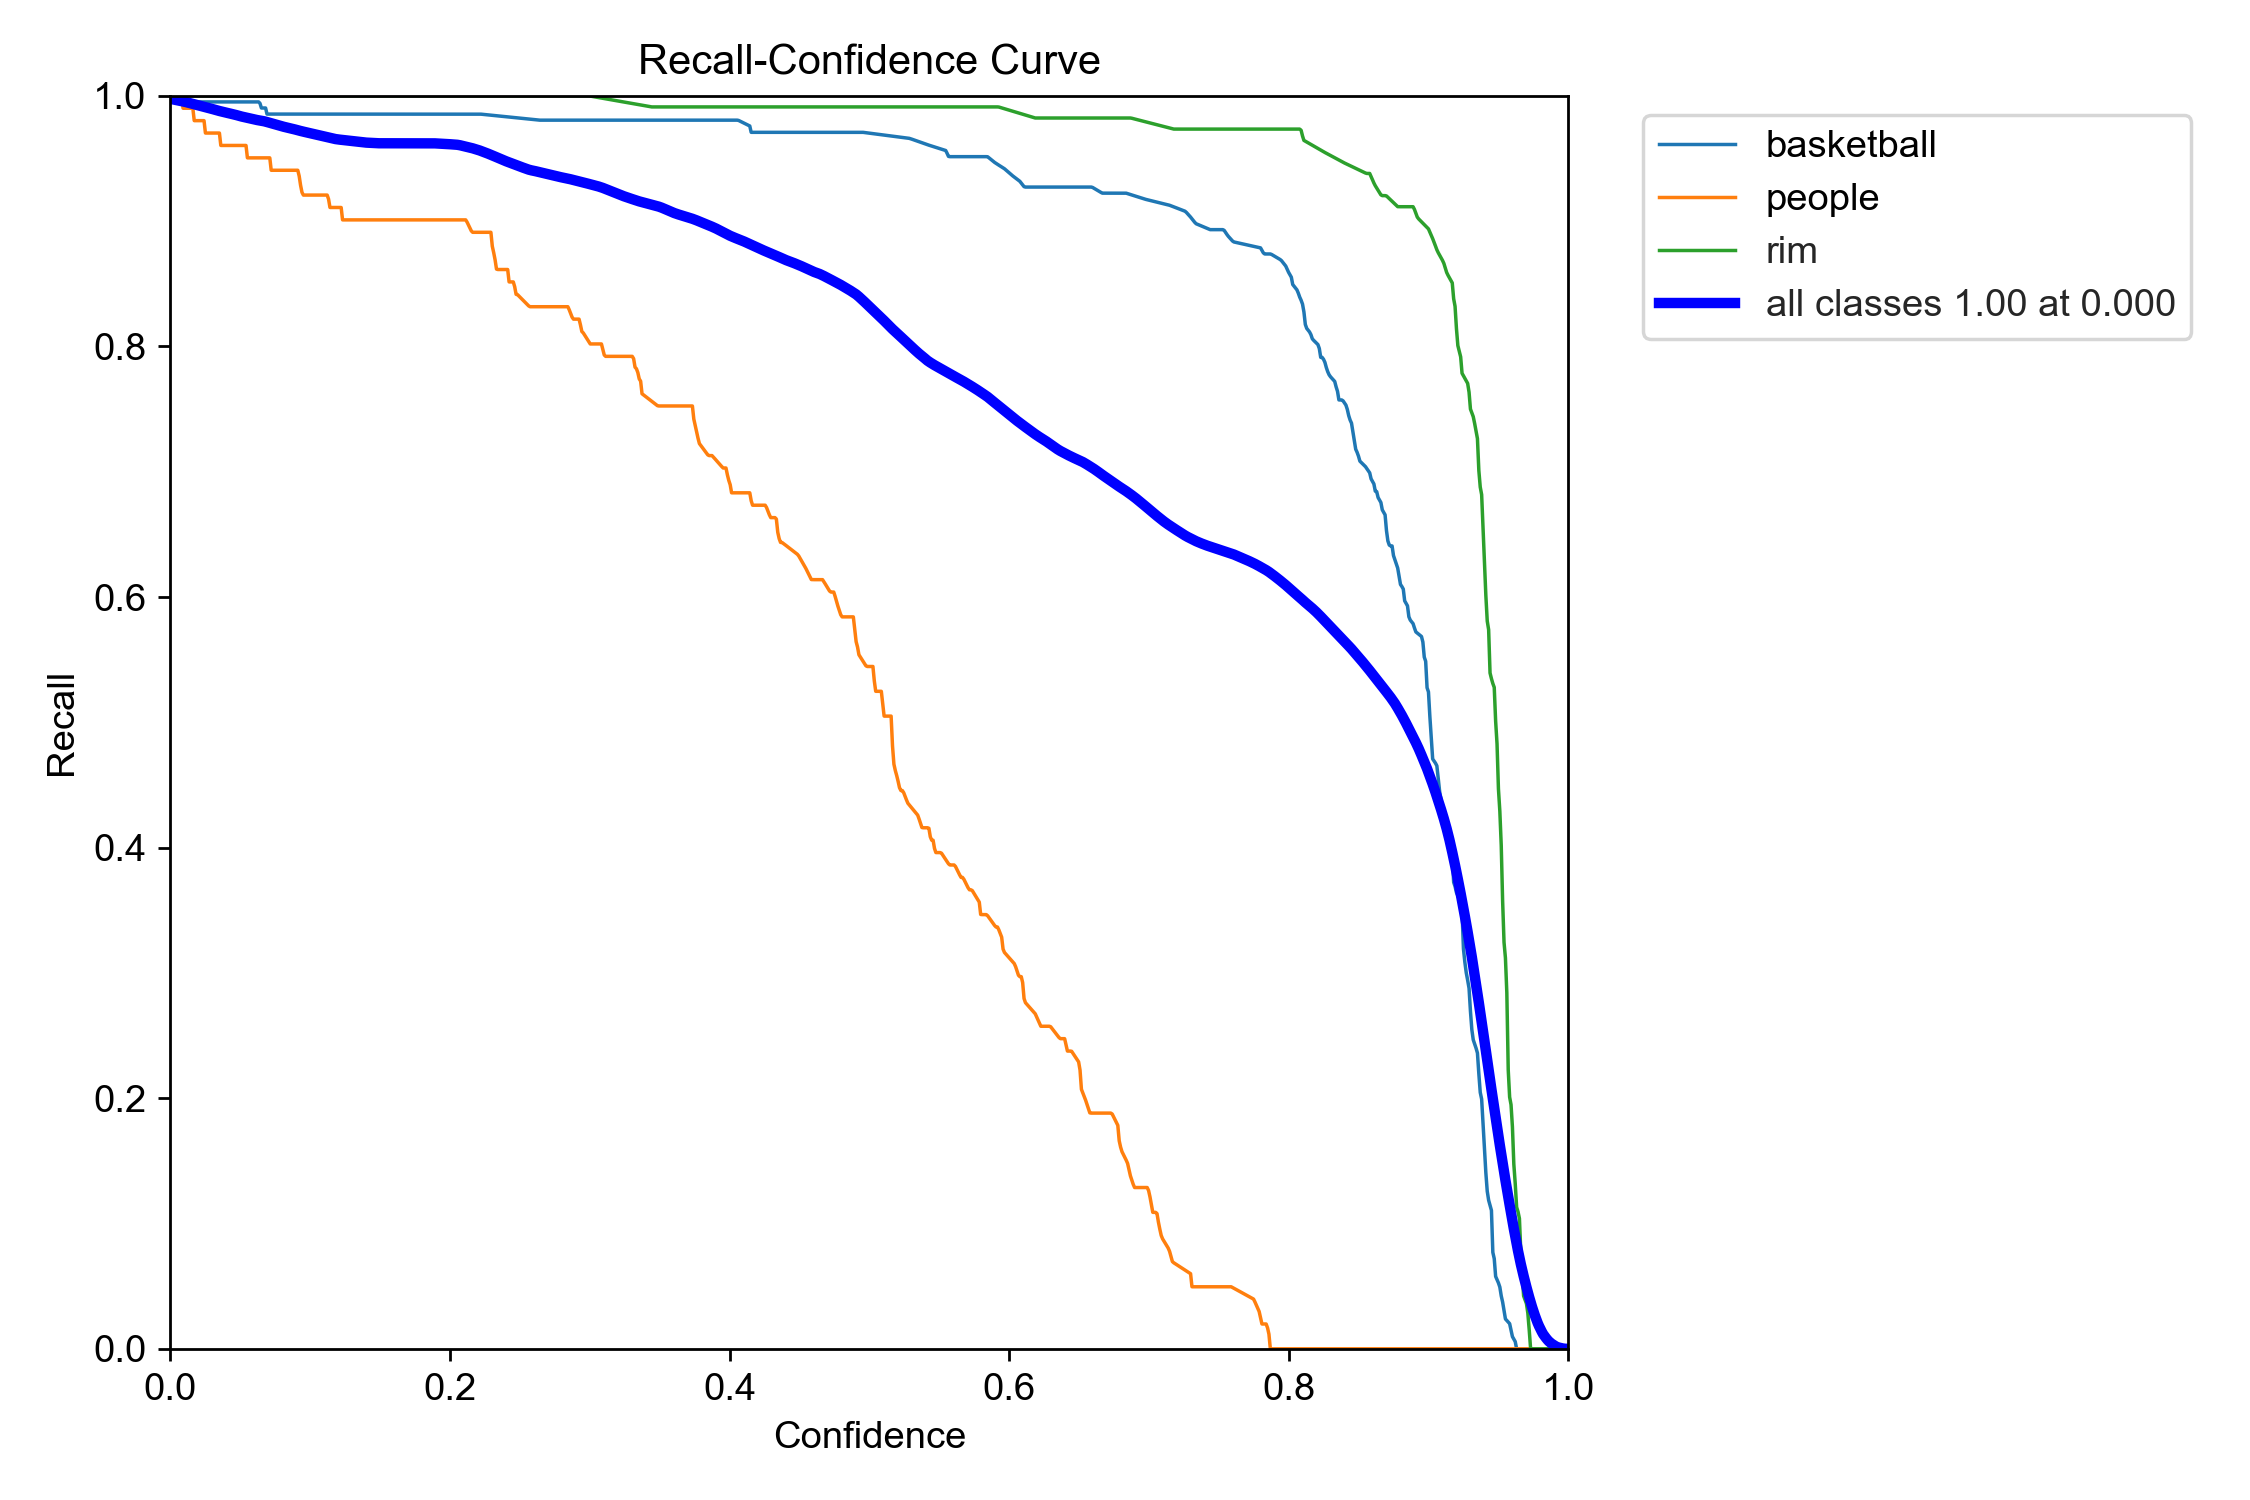 Recall-Confidence Curve
1.0
0.8
0.6
0.4
0.2
0.0
Recall
0.0 0.2 0.4 0.6 0.8 1.0
Confidence
basketball
people
rim
all classes 1.00 at 0.000